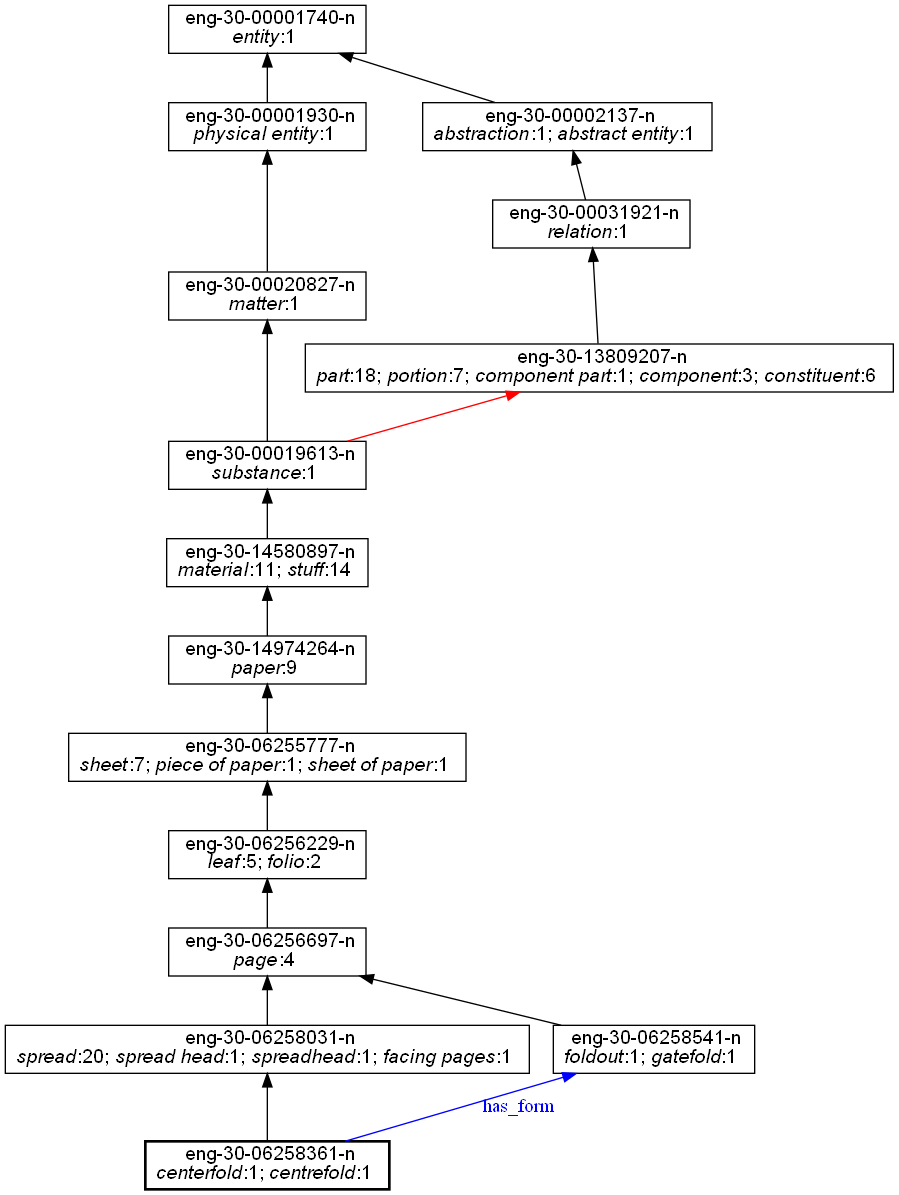 eng-30-00001740-n
entity:1
eng-30-00001930-n
physical entity:1
eng-30-00002137-n
abstraction:1; abstract entity:1
eng-30-00031921-n
relation:1
eng-30-00020827-n
matter:1
eng-30-13809207-n
part:18; portion:7; component part:1; component:3; constituent:6
eng-30-00019613-n
substance:1
eng-30-14580897-n
material:11; stuff:14
eng-30-14974264-n
paper:9
eng-30-06255777-n
sheet:7; piece of paper:1; sheet of paper:1
eng-30-06256229-n
leaf:5; folio:2
eng-30-06256697-n
page:4
eng-30-06258031-n
spread:20; spread head:1; spreadhead:1; facing pages:1
eng-30-06258541-n
foldout:1; gatefold:1
has_form
eng-30-06258361-n
centerfold:1; centrefold:1